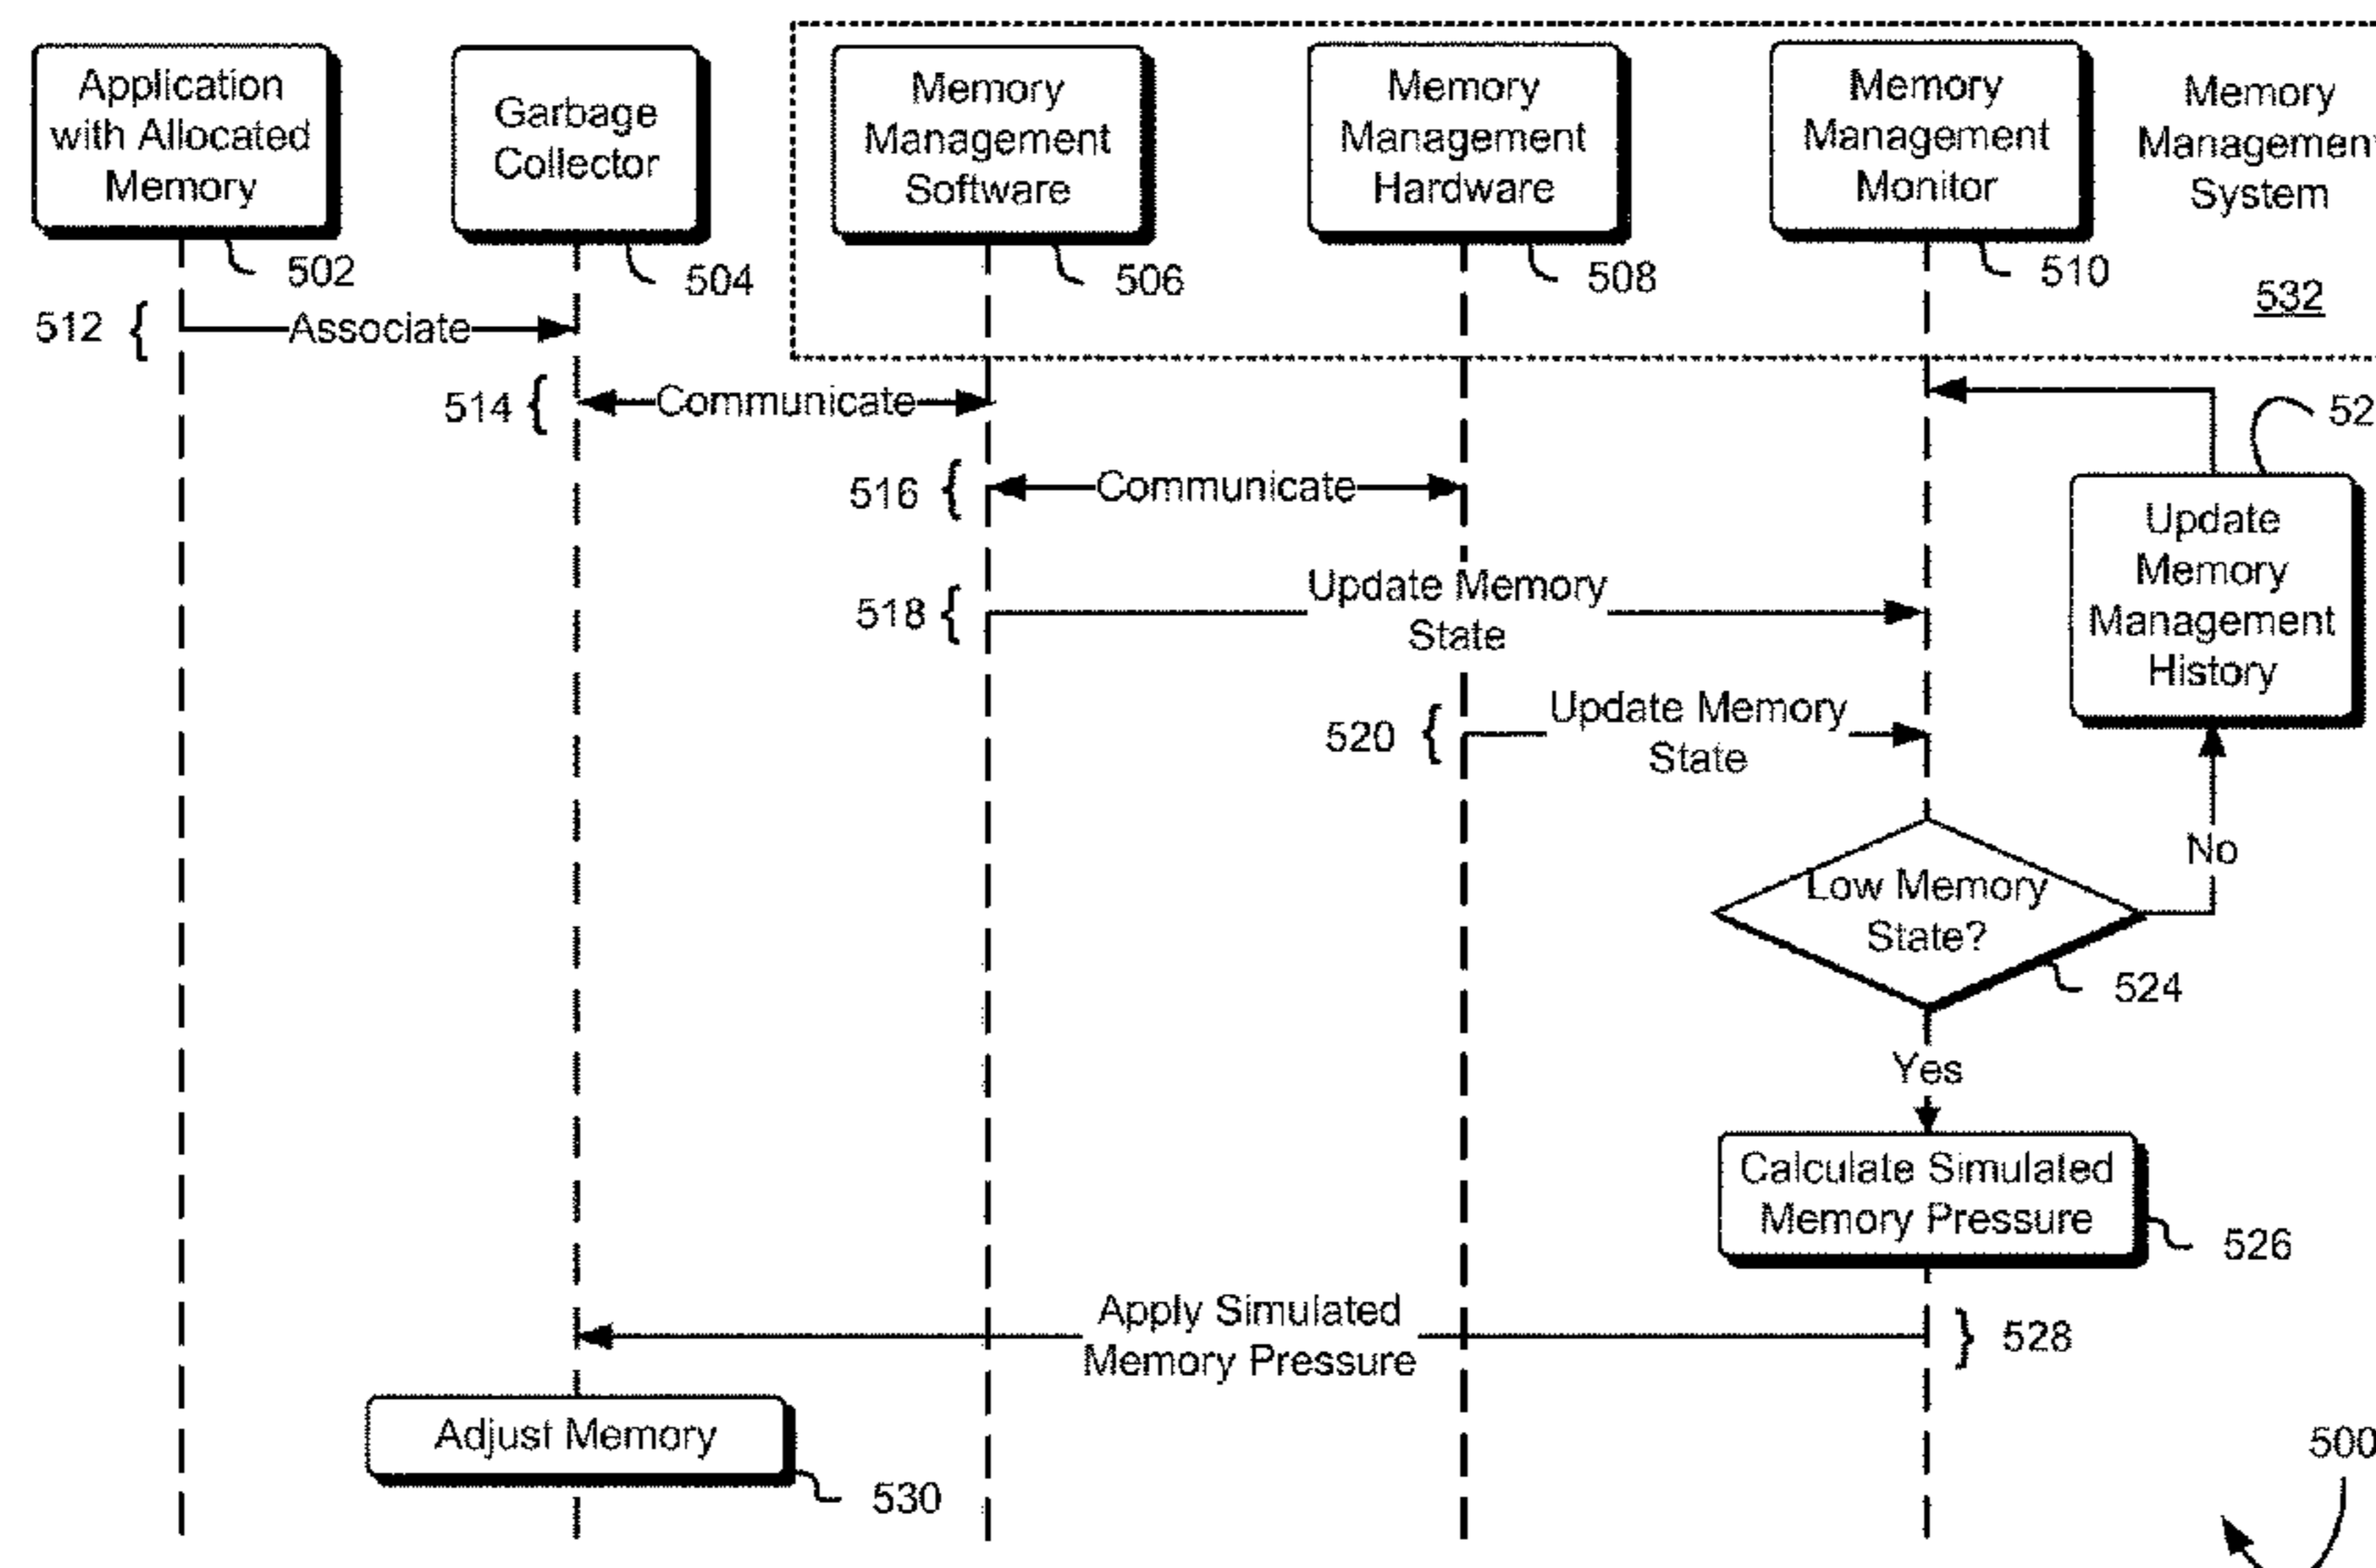 Application
with Allocated
Memory
502
Garbage
Collector
504
Memory
Management
Software
506
Memory
Management
Hardware
508
Memory
Management
Monitor
510
Memory
Management
System
532
512 {
Associate
514 {
Communicate
516 {
Communicate
52
Update
Memory
Management
History
518 {
Update Memory
State
520 {
Update Memory
State
No
Low Memory
State?
524
Yes
Calculate Simulated
Memory Pressure
526
Apply Simulated
Memory Pressure
} 528
Adjust Memory
530
500